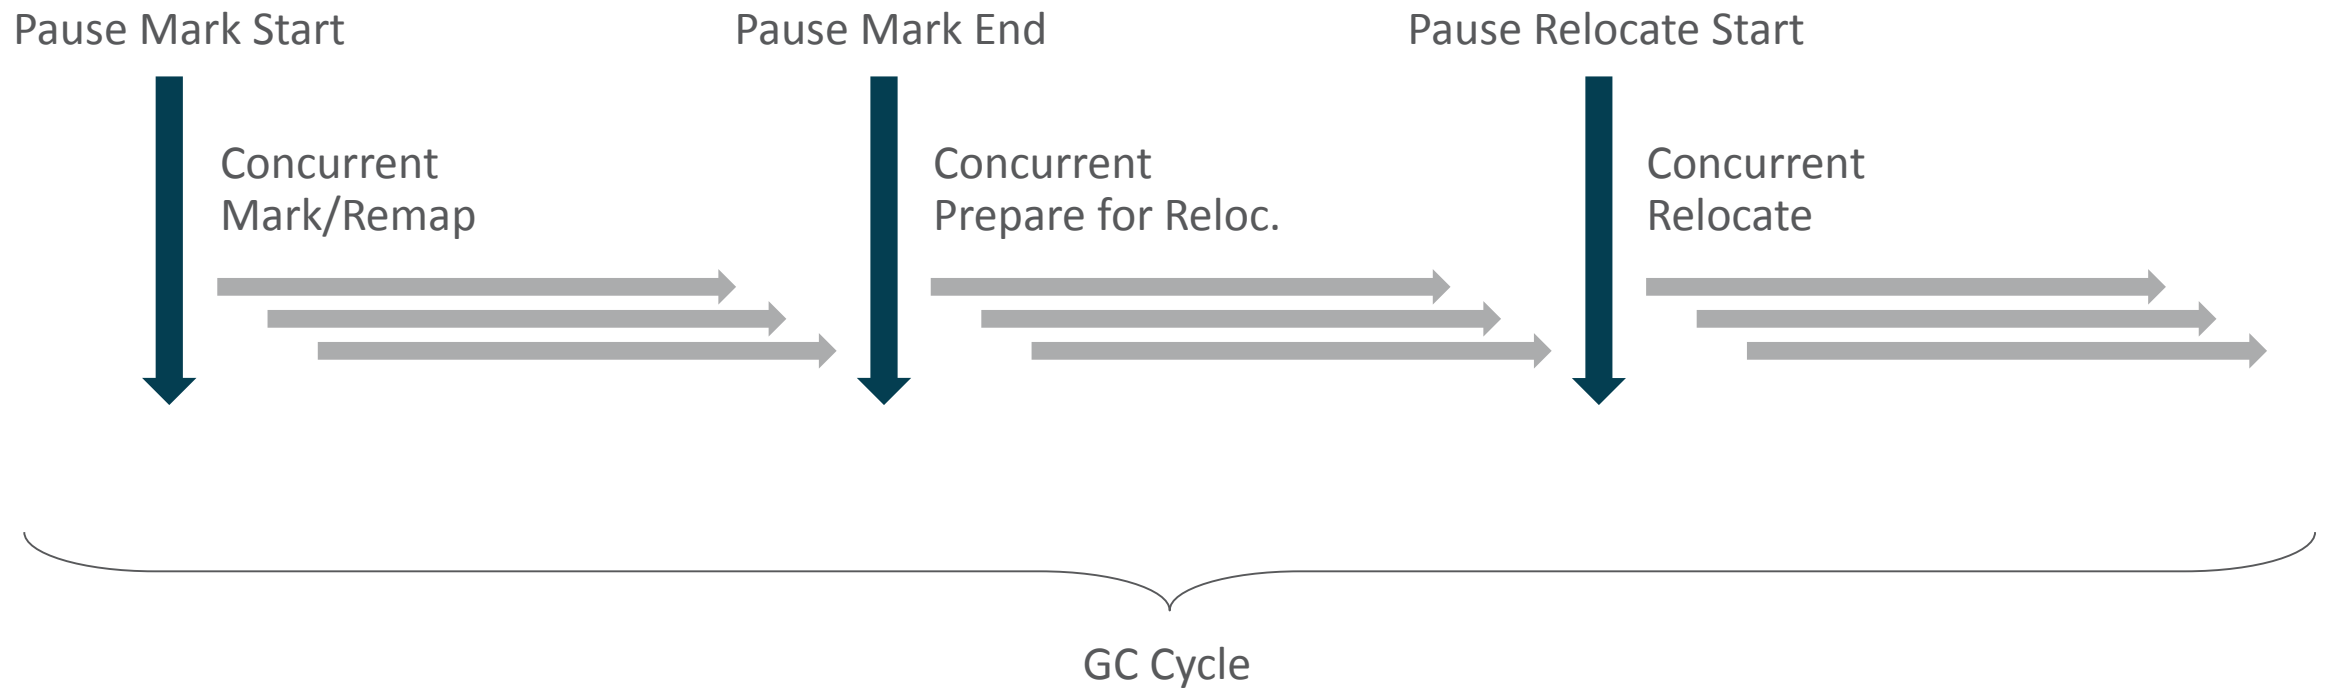 Pause Mark Start
Pause Mark End
Pause Relocate Start
Concurrent
Mark/Remap
Concurrent
Prepare for Reloc.
Concurrent
Relocate
GC Cycle